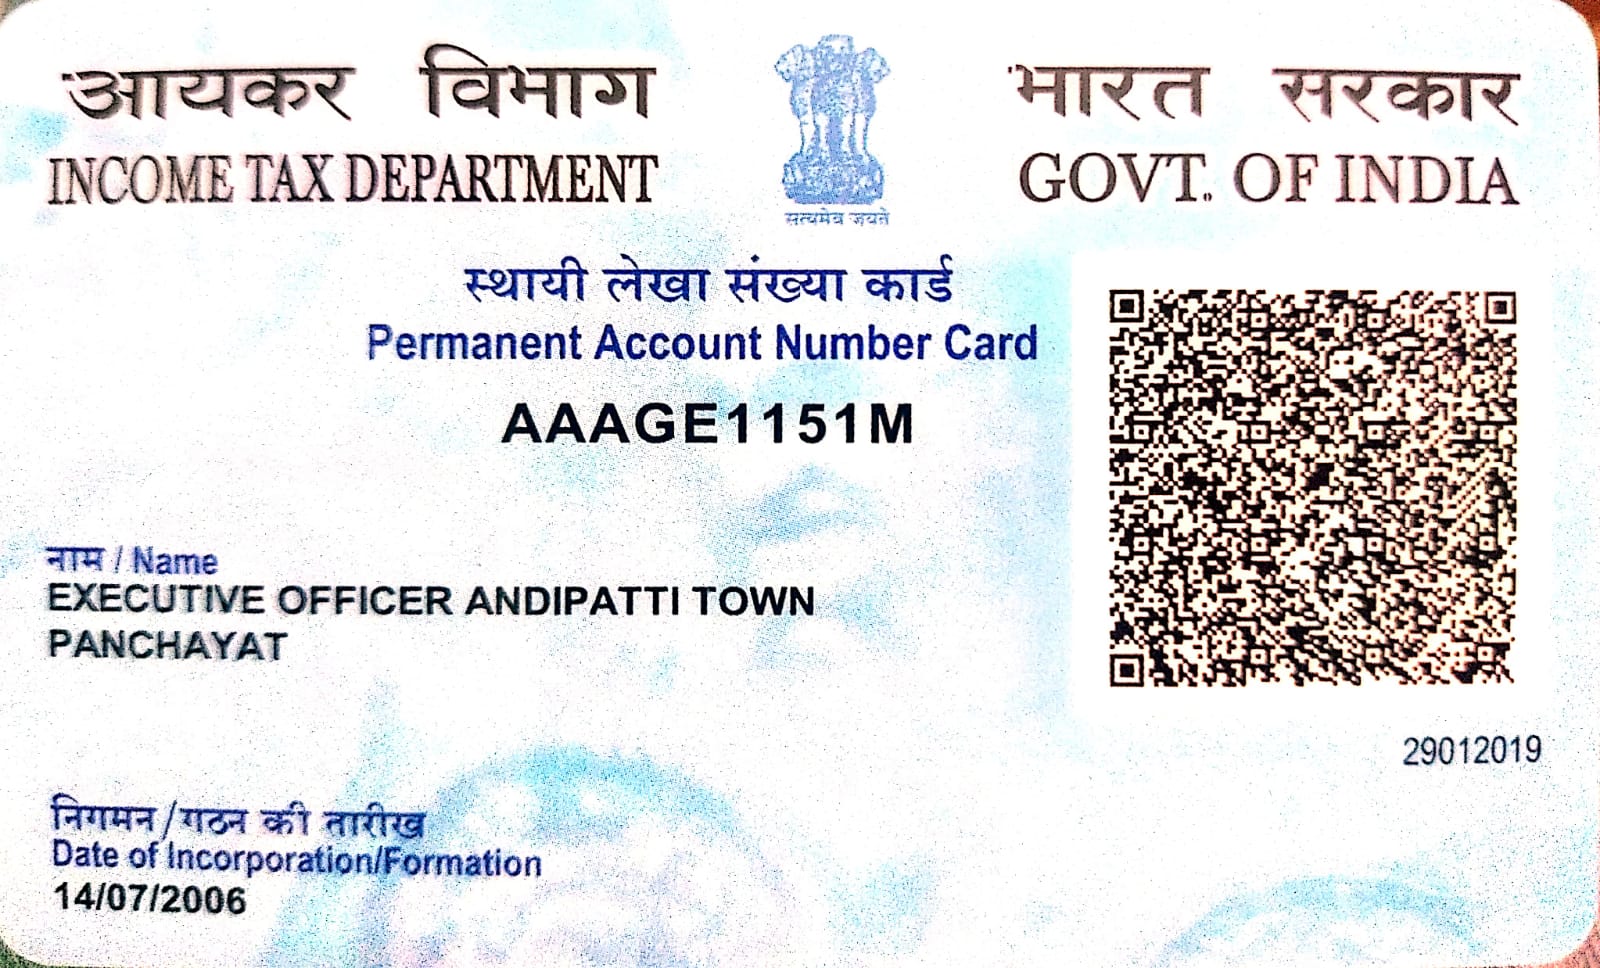 आयकर विभाग
INCOME TAX DEPARTMENT
सत्यमेव जयते
भारत सरकार
GOVT. OF INDIA
स्थायी लेखा संख्या कार्ड
Permanent Account Number Card
AAAGE1151M
नाम / Name
EXECUTIVE OFFICER ANDIPATTI TOWN
PANCHAYAT
29012019
निगमन/गठन की तारीख
Date of Incorporation/Formation
14/07/2006